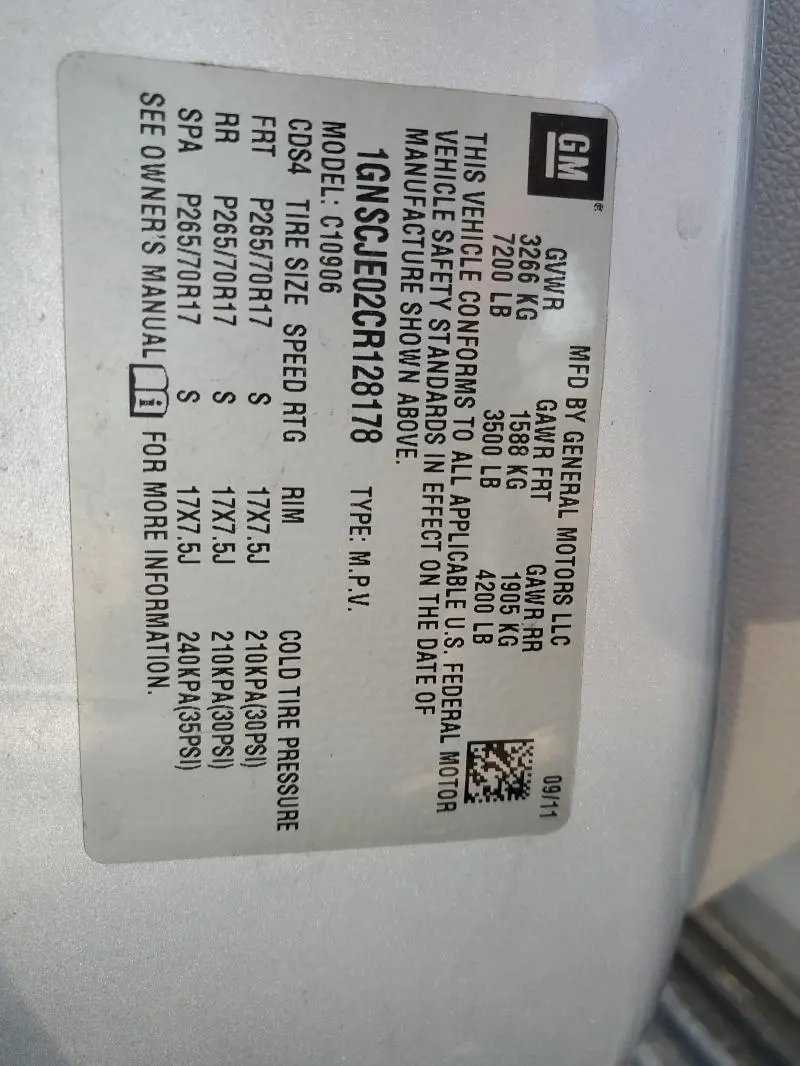 GM®
MFD BY GENERAL MOTORS LLC 09/11
GVWR GAWR FRT GAWR RR
3266 KG 1588 KG 1905 KG
7200 LB 3500 LB 4200 LB
THIS VEHICLE CONFORMS TO ALL APPLICABLE U.S. FEDERAL MOTOR
VEHICLE SAFETY STANDARDS IN EFFECT ON THE DATE OF
MANUFACTURE SHOWN ABOVE.
1GNSCJE02CR128178 TYPE: M.P.V.
MODEL: C10906
CDS4 TIRE SIZE SPEED RTG RIM COLD TIRE PRESSURE
FRT P265/70R17 S 17X7.5J 210KPA(30PSI)
RR P265/70R17 S 17X7.5J 210KPA(30PSI)
SPA P265/70R17 S 17X7.5J 240KPA(35PSI)
SEE OWNER'S MANUAL i FOR MORE INFORMATION.